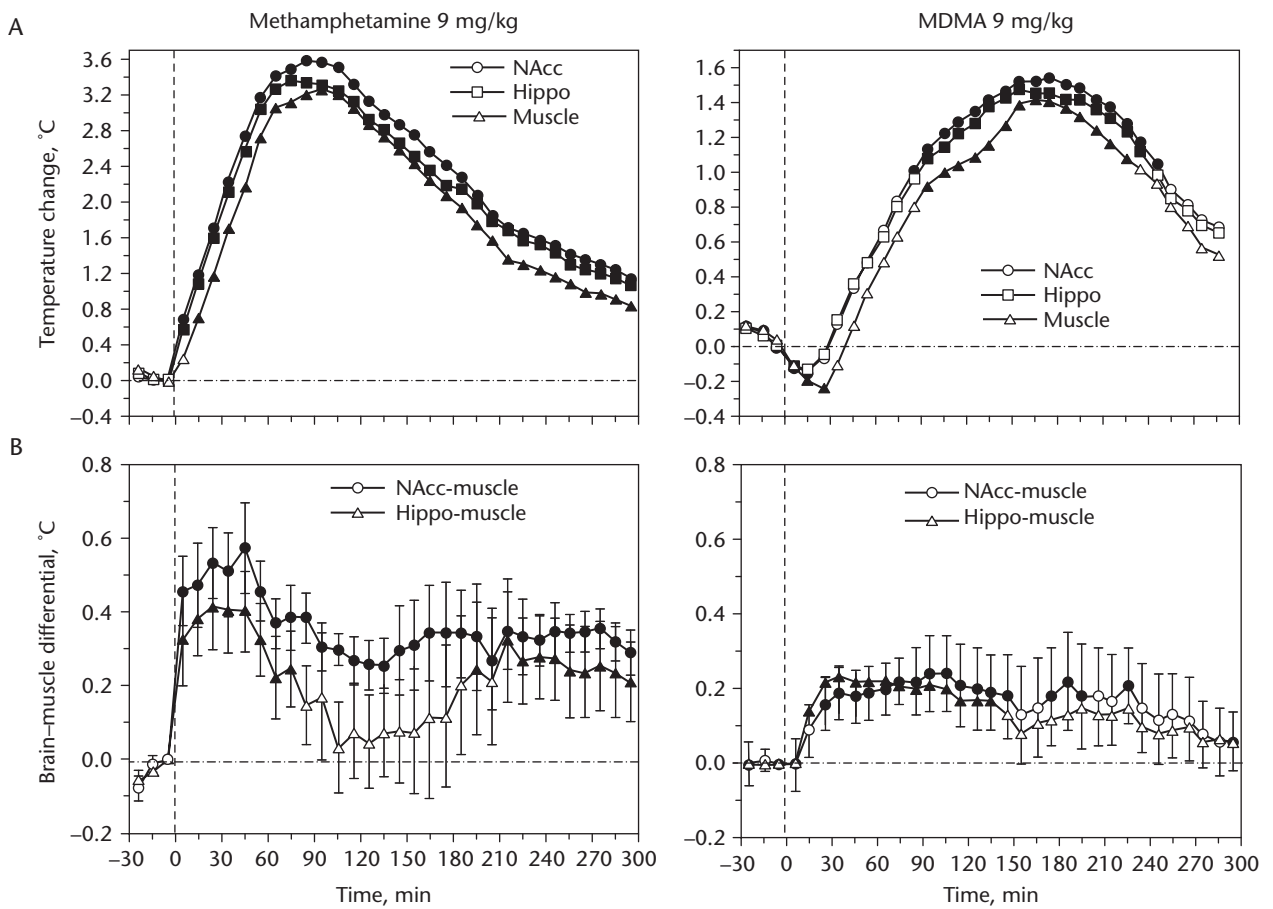 A
Methamphetamine 9 mg/kg
MDMA 9 mg/kg
Temperature change, ˚C
3.6
3.2
2.8
2.4
2.0
1.6
1.2
0.8
0.4
0.0
–0.4
NAcc
Hippo
Muscle
1.6
1.4
1.2
1.0
0.8
0.6
0.4
0.2
0.0
–0.2
–0.4
NAcc
Hippo
Muscle
B
Brain–muscle differential, ˚C
0.8
0.6
0.4
0.2
0.0
–0.2
NAcc-muscle
Hippo-muscle
–30 0 30 60 90 120 150 180 210 240 270 300
Time, min
0.8
0.6
0.4
0.2
0.0
–0.2
NAcc-muscle
Hippo-muscle
–30 0 30 60 90 120 150 180 210 240 270 300
Time, min